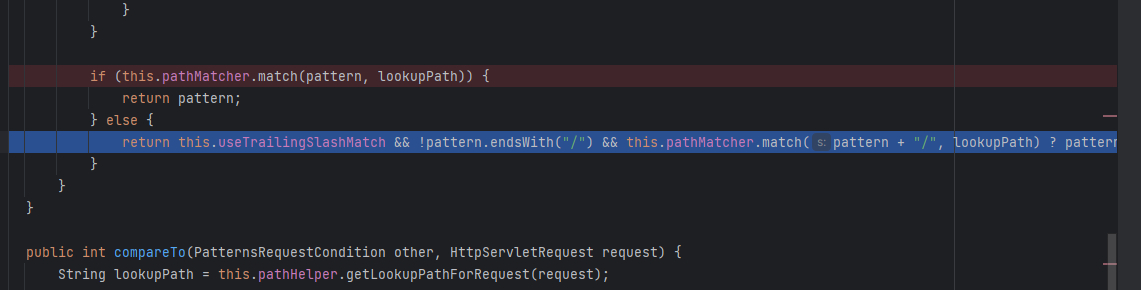 }
}
if (this.pathMatcher.match(pattern, lookupPath)) {
return pattern;
} else {
return this.useTrailingSlashMatch && !pattern.endsWith("/") && this.pathMatcher.match( s: pattern + "/", lookupPath) ? pattern
}
}
}
public int compareTo(PatternsRequestCondition other, HttpServletRequest request) {
String lookupPath = this.pathHelper.getLookupPathForRequest(request);